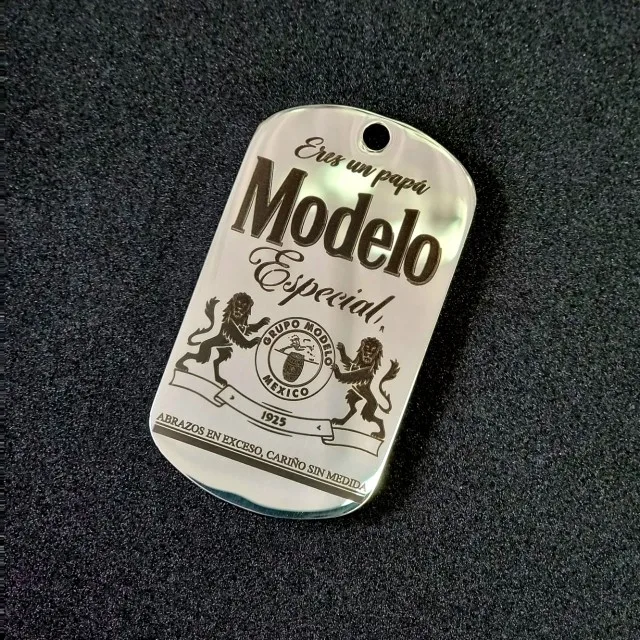 Eres un papá
Modelo
Especial
GRUPO MODELO
MEXICO
1925
ABRAZOS EN EXCESO, CARIÑO SIN MEDIDA